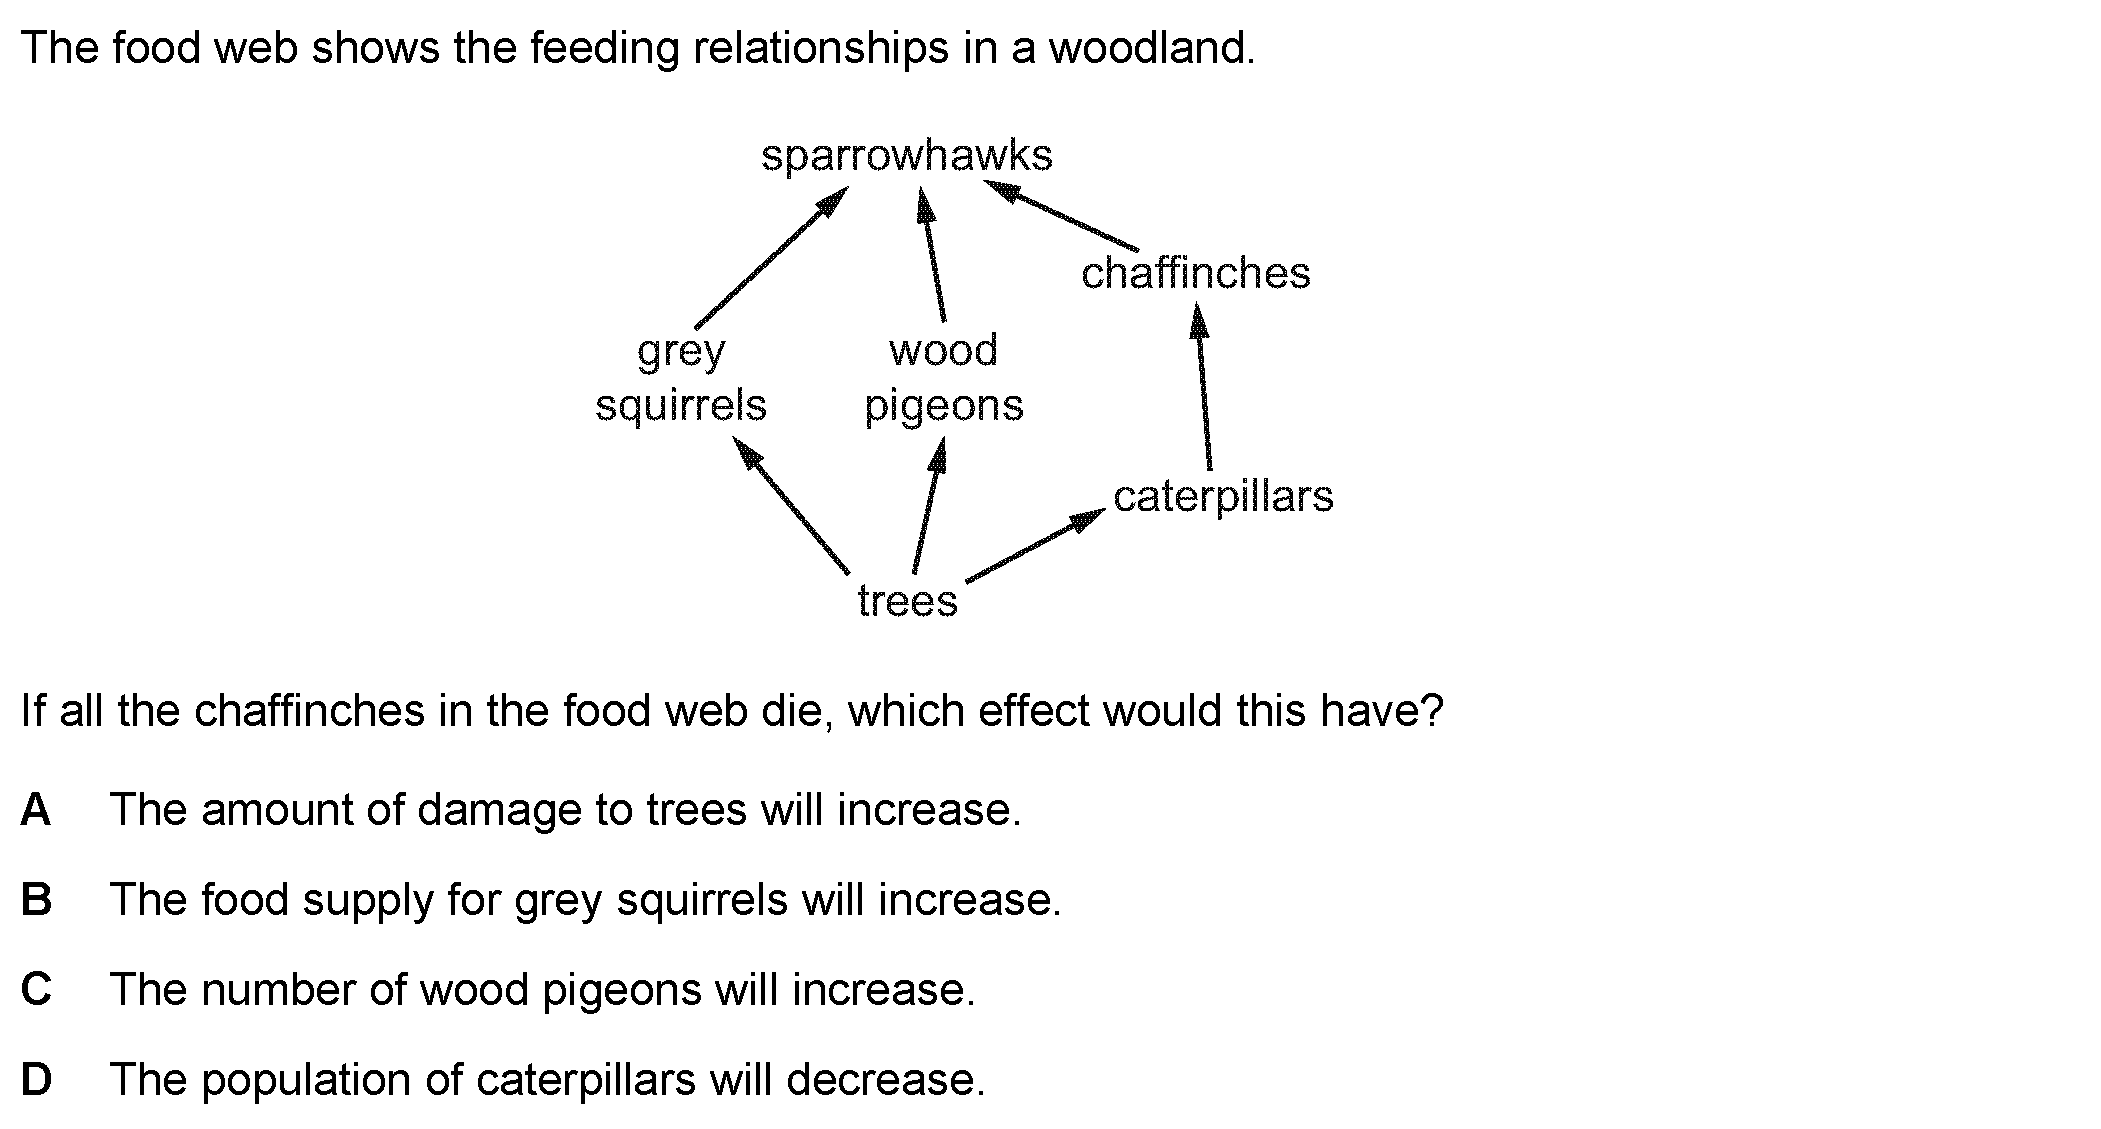 The food web shows the feeding relationships in a woodland.
sparrowhawks
chaffinches
grey
squirrels
wood
pigeons
caterpillars
trees
If all the chaffinches in the food web die, which effect would this have?
A The amount of damage to trees will increase.
B The food supply for grey squirrels will increase.
C The number of wood pigeons will increase.
D The population of caterpillars will decrease.